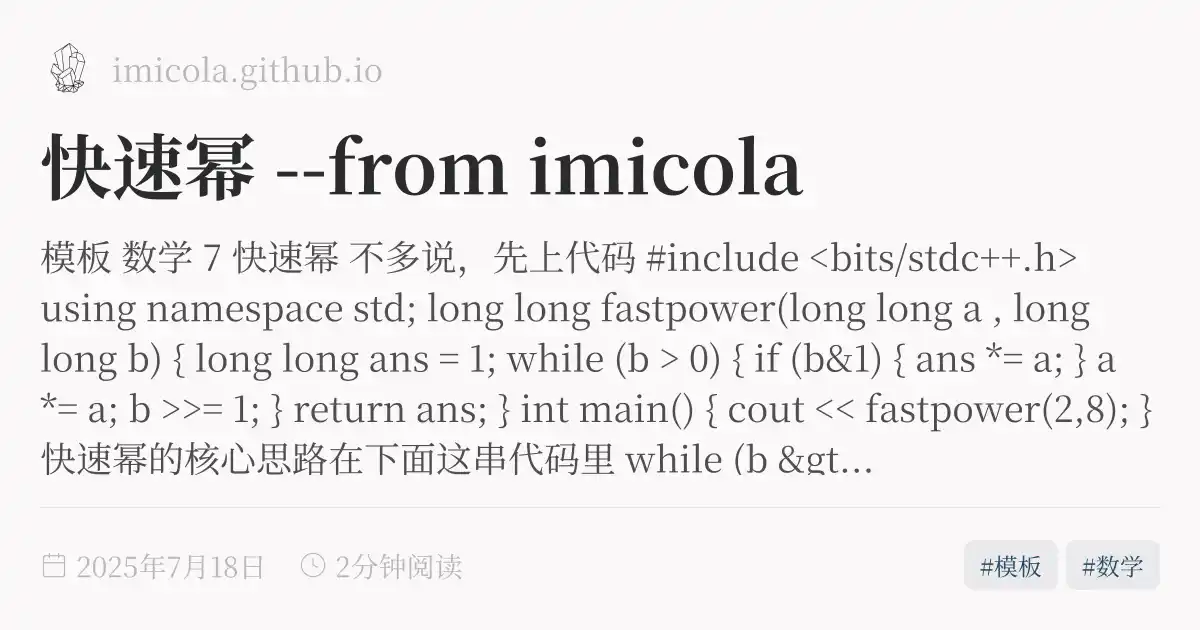 imicola.github.io
快速幂 --from imicola
模板 数学 7 快速幂 不多说，先上代码 #include <bits/stdc++.h>
using namespace std; long long fastpower(long long a , long
long b) { long long ans = 1; while (b > 0) { if (b&1) { ans *= a; } a
*= a; b >>= 1; } return ans; } int main() { cout << fastpower(2,8); }
快速幂的核心思路在下面这串代码里 while (b &gt...
2025年7月18日 2分钟阅读 #模板 #数学